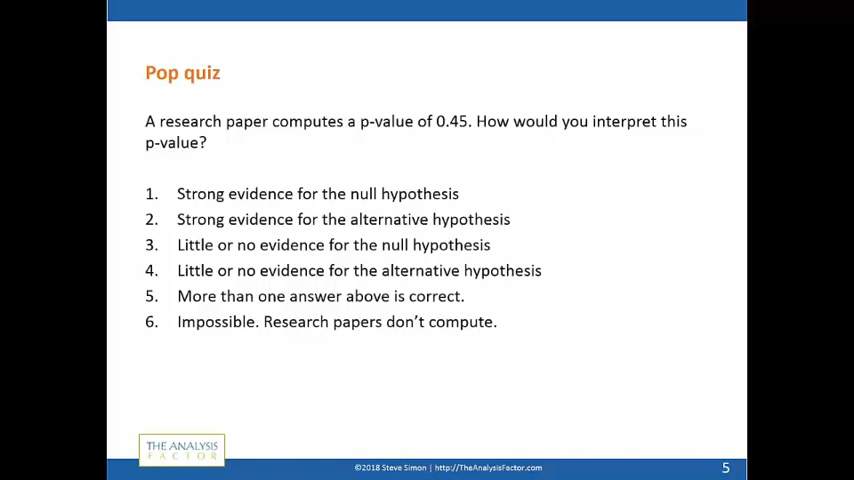 Pop quiz
A research paper computes a p-value of 0.45. How would you interpret this
p-value?
1. Strong evidence for the null hypothesis
2. Strong evidence for the alternative hypothesis
3. Little or no evidence for the null hypothesis
4. Little or no evidence for the alternative hypothesis
5. More than one answer above is correct.
6. Impossible. Research papers don’t compute.
THE ANALYSIS
FACTOR
©2018 Steve Simon | http://TheAnalysisFactor.com
5